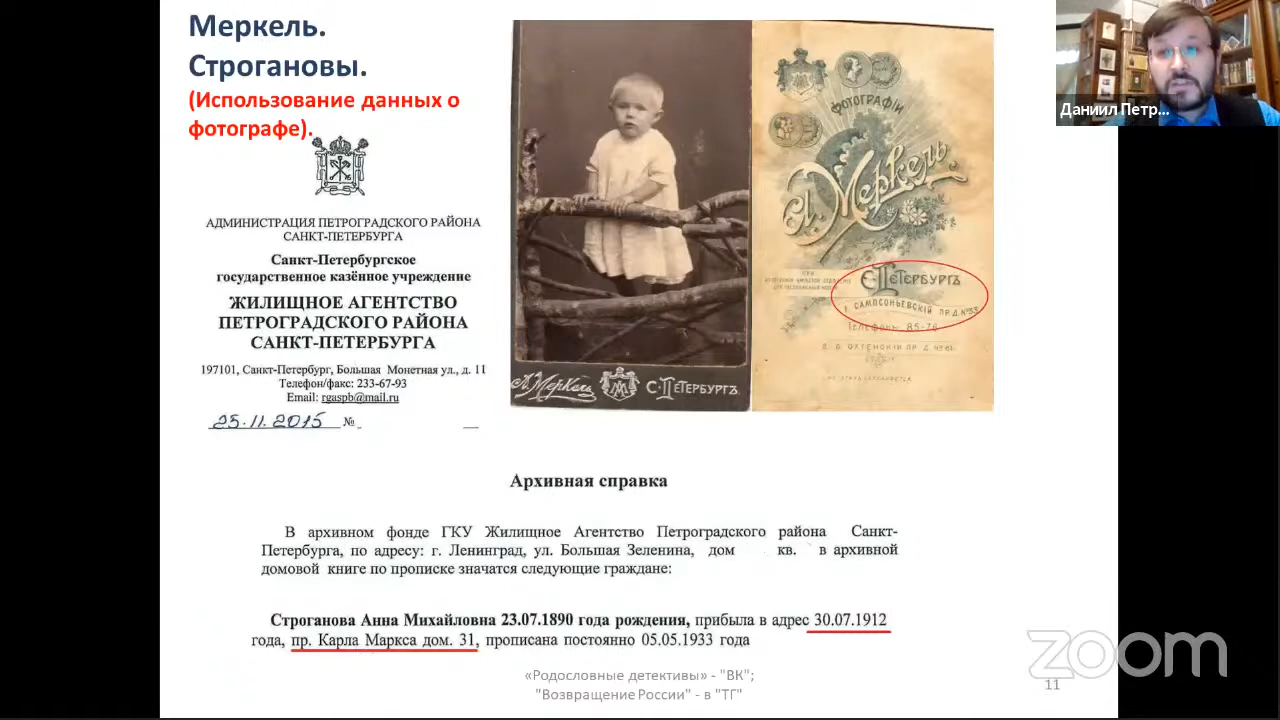 Меркель.
Строгановы.
(Использование данных о
фотографе).
АДМИНИСТРАЦИЯ ПЕТРОГРАДСКОГО РАЙОНА
САНКТ-ПЕТЕРБУРГА
Санкт-Петербургское
государственное казённое учреждение
ЖИЛИЩНОЕ АГЕНТСТВО
ПЕТРОГРАДСКОГО РАЙОНА
САНКТ-ПЕТЕРБУРГА
197101, Санкт-Петербург, Большая Монетная ул., д. 11
Телефон/факс: 233-67-93
Email: rgaspb@mail.ru
25.11.2015 №
А. Меркель
С. ПЕТЕРБУРГЪ.
ФОТОГРАФІИ
А. Меркель
С-ПЕТЕРБУРГЪ
1. САМПСОНЬЕВСКІЙ ПР. Д. №33.
ТЕЛЕФОНЪ 85-76
Даниил Петр...
Архивная справка
В архивном фонде ГКУ Жилищное Агентство Петроградского района Санкт-
Петербурга, по адресу: г. Ленинград, ул. Большая Зеленина, дом кв. в архивной
домовой книге по прописке значатся следующие граждане:
Строганова Анна Михайловна 23.07.1890 года рождения, прибыла в адрес 30.07.1912
года, пр. Карла Маркса дом. 31, прописана постоянно 05.05.1933 года
«Родословные детективы» - "ВК";
"Возвращение России" - в "ТГ"
11
zoom